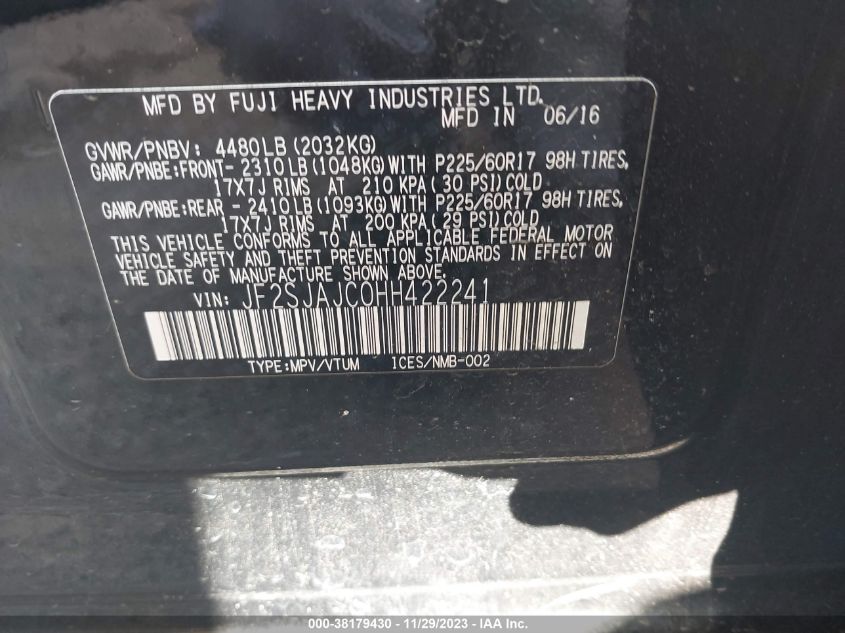 MFD BY FUJI HEAVY INDUSTRIES LTD.
MFD IN 06/16
GVWR/PNBV: 4480LB(2032KG)
GAWR/PNBE:FRONT- 2310LB(1048KG)WITH P225/60R17 98H TIRES,
17X7J RIMS AT 210 KPA( 30 PSI)COLD
GAWR/PNBE:REAR - 2410LB(1093KG)WITH P225/60R17 98H TIRES,
17X7J RIMS AT 200 KPA( 29 PSI)COLD
THIS VEHICLE CONFORMS TO ALL APPLICABLE FEDERAL MOTOR
VEHICLE SAFETY AND THEFT PREVENTION STANDARDS IN EFFECT ON
THE DATE OF MANUFACTURE SHOWN ABOVE.
VIN: JF2SJAJC0HH422241
TYPE:MPV/VTUM ICES/NMB-002
000-38179430 - 11/29/2023 - IAA Inc.